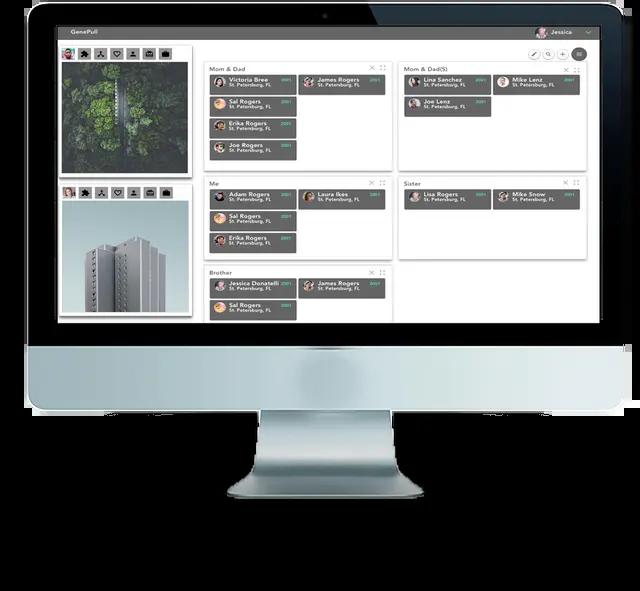 GenePull
Jessica
Mom & Dad
Victoria Bree 2001
St. Petersburg, FL
James Rogers 2001
St. Petersburg, FL
Sal Rogers 2001
St. Petersburg, FL
Erika Rogers 2001
St. Petersburg, FL
Joe Rogers 2001
St. Petersburg, FL
Mom & Dad(S)
Lina Sanchez 2001
St. Petersburg, FL
Mike Lenz 2001
St. Petersburg, FL
Joe Lenz 2001
St. Petersburg, FL
Me
Adam Rogers 2001
St. Petersburg, FL
Laura Ikes 2001
St. Petersburg, FL
Sal Rogers 2001
St. Petersburg, FL
Erika Rogers 2001
St. Petersburg, FL
Sister
Lisa Rogers 2001
St. Petersburg, FL
Mike Snow 2001
St. Petersburg, FL
Brother
Jessica Donatelli 2001
St. Petersburg, FL
James Rogers 2001
St. Petersburg, FL
Sal Rogers 2001
St. Petersburg, FL